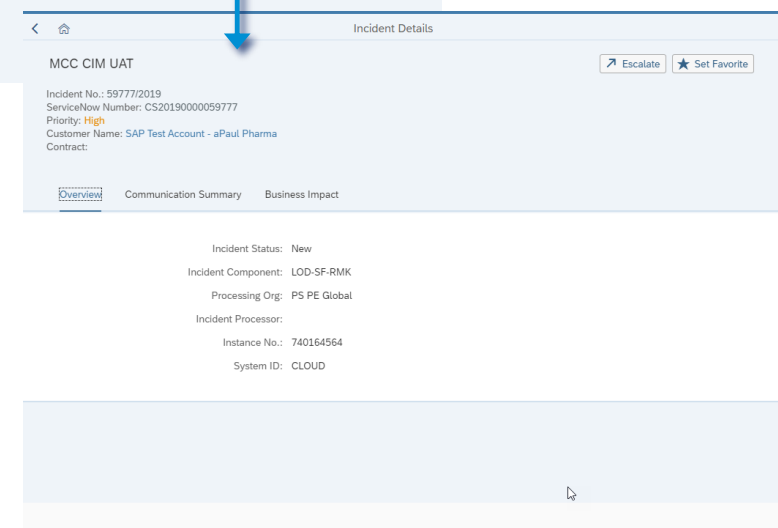 Incident Details
MCC CIM UAT
Escalate
Set Favorite
Incident No.: 59777/2019
ServiceNow Number: CS20190000059777
Priority: High
Customer Name: SAP Test Account - aPaul Pharma
Contract:
Overview Communication Summary Business Impact
Incident Status: New
Incident Component: LOD-SF-RMK
Processing Org: PS PE Global
Incident Processor:
Instance No.: 740164564
System ID: CLOUD